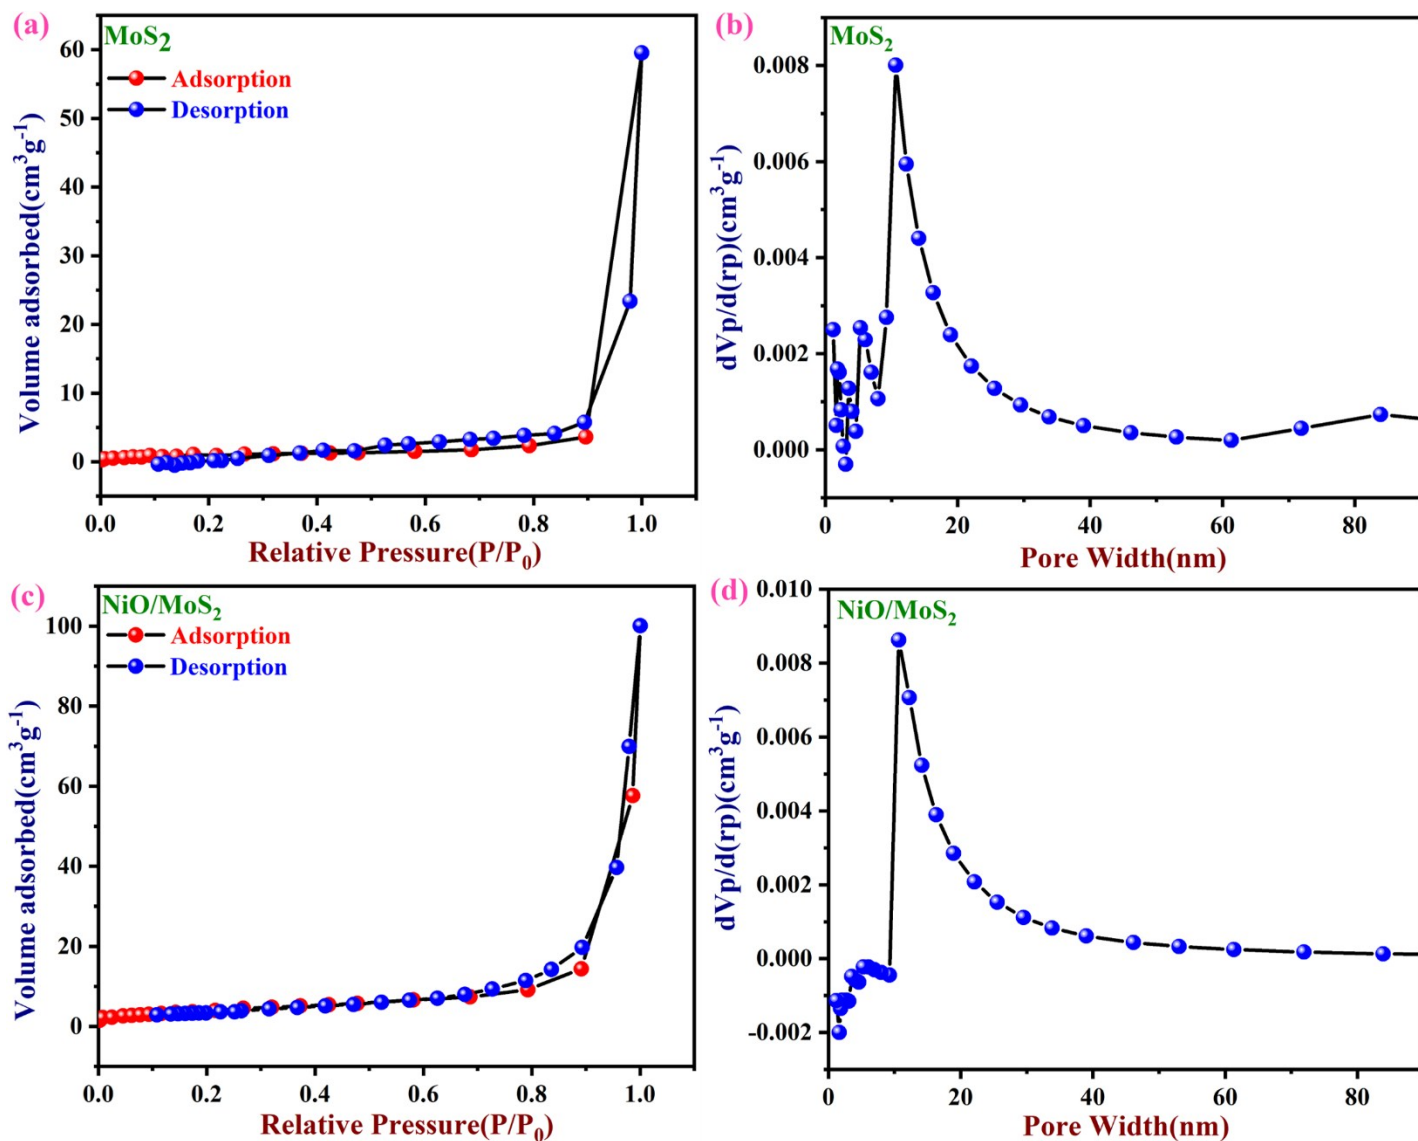 (a)
MoS2
Adsorption
Desorption
Volume adsorbed(cm³g⁻¹)
60
50
40
30
20
10
0
0.0 0.2 0.4 0.6 0.8 1.0
Relative Pressure(P/P₀)
(b)
MoS₂
dVp/d(rp)(cm³g⁻¹)
0.008
0.006
0.004
0.002
0.000
0 20 40 60 80
Pore Width(nm)
(c)
NiO/MoS₂
Adsorption
Desorption
Volume adsorbed(cm³g⁻¹)
100
80
60
40
20
0
0.0 0.2 0.4 0.6 0.8 1.0
Relative Pressure(P/P₀)
(d)
NiO/MoS₂
dVp/d(rp)(cm³g⁻¹)
0.010
0.008
0.006
0.004
0.002
0.000
-0.002
0 20 40 60 80
Pore Width(nm)